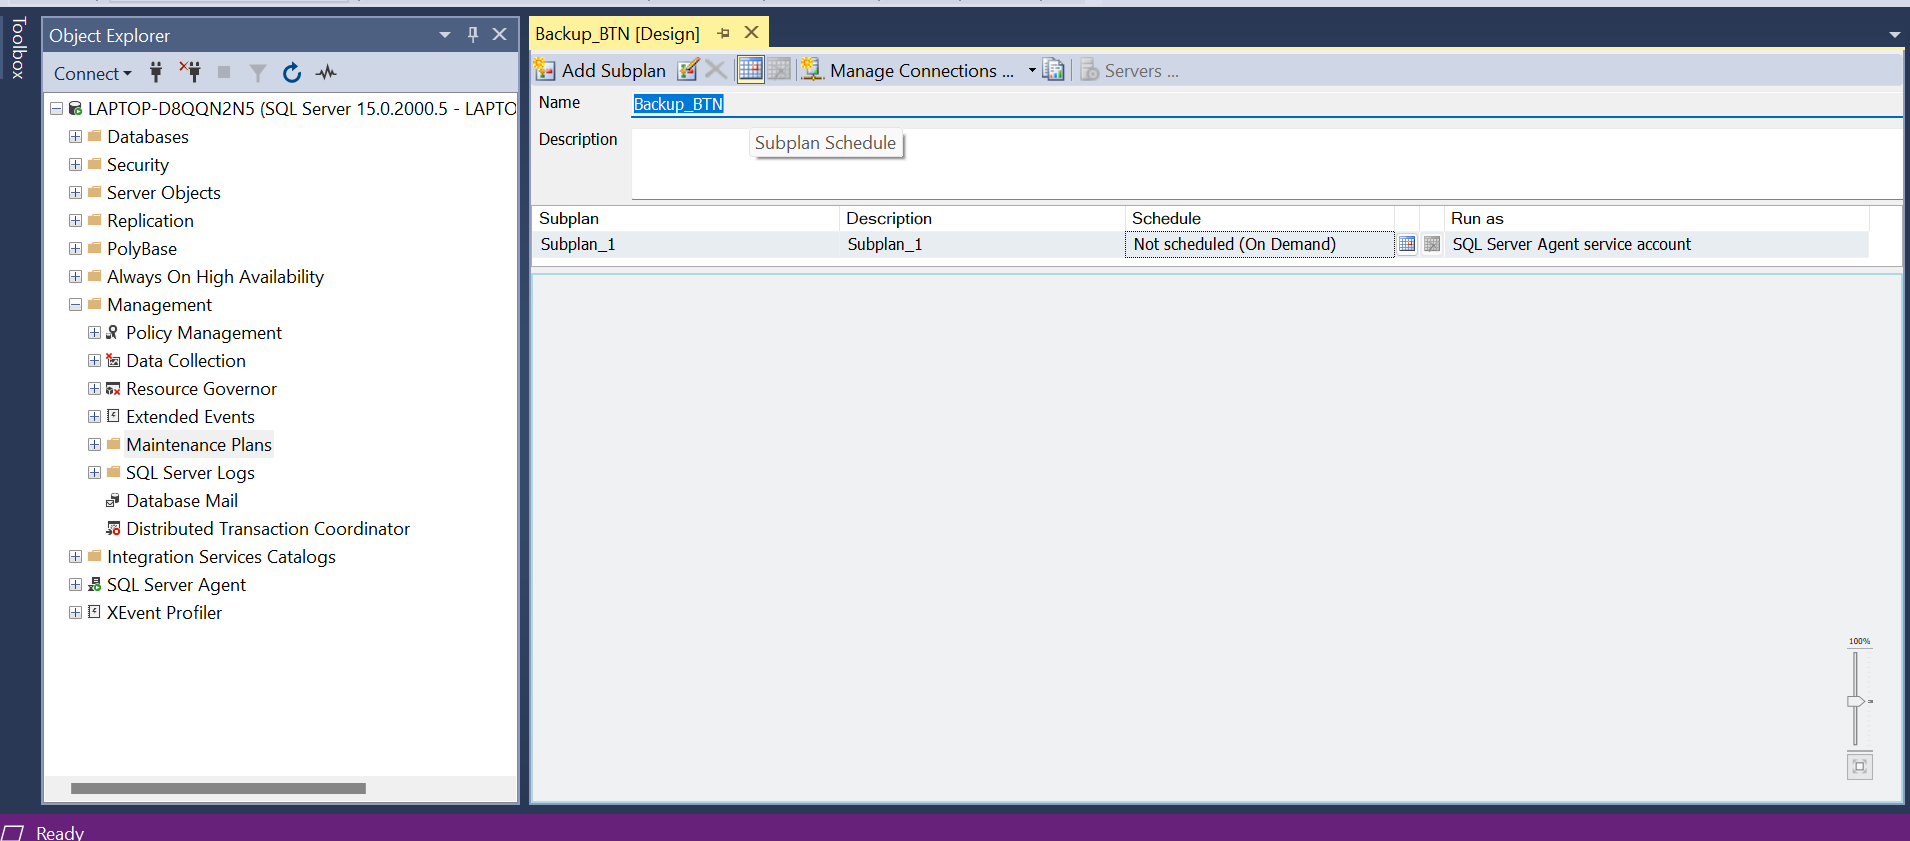 Toolbox
Object Explorer
Connect
LAPTOP-D8QQN2N5 (SQL Server 15.0.2000.5 - LAPTO
Databases
Security
Server Objects
Replication
PolyBase
Always On High Availability
Management
Policy Management
Data Collection
Resource Governor
Extended Events
Maintenance Plans
SQL Server Logs
Database Mail
Distributed Transaction Coordinator
Integration Services Catalogs
SQL Server Agent
XEvent Profiler
Backup_BTN [Design]
Add Subplan Manage Connections ... Servers ...
Name Backup_BTN
Description
Subplan Schedule
Subplan Description Schedule Run as
Subplan_1 Subplan_1 Not scheduled (On Demand) SQL Server Agent service account
100%
Ready